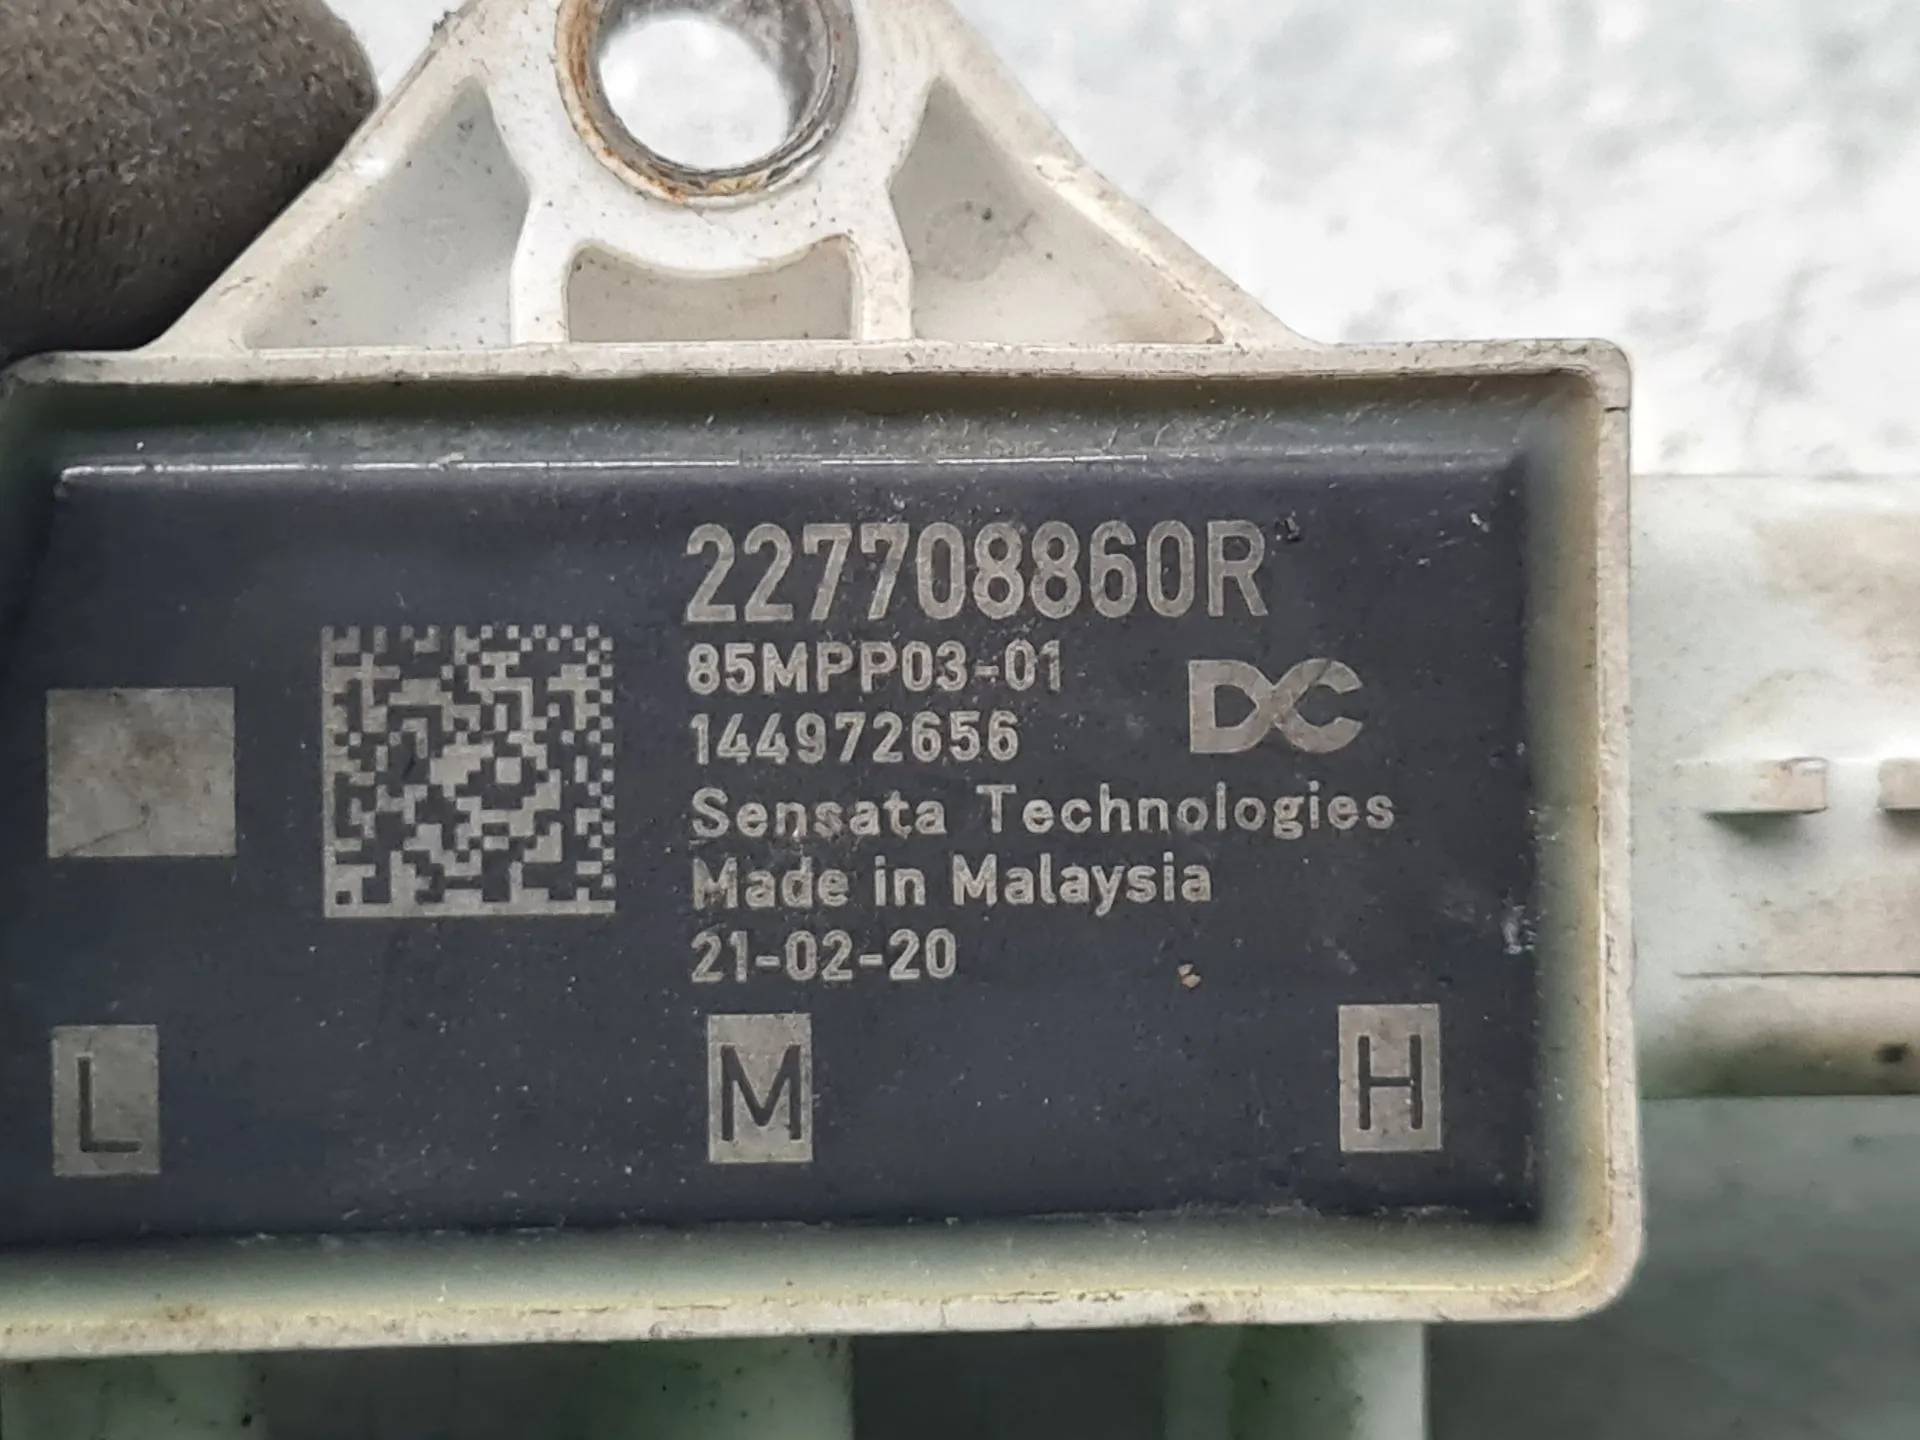 227708860R
85MPP03-01
DC
144972656
Sensata Technologies
Made in Malaysia
21-02-20
L M H